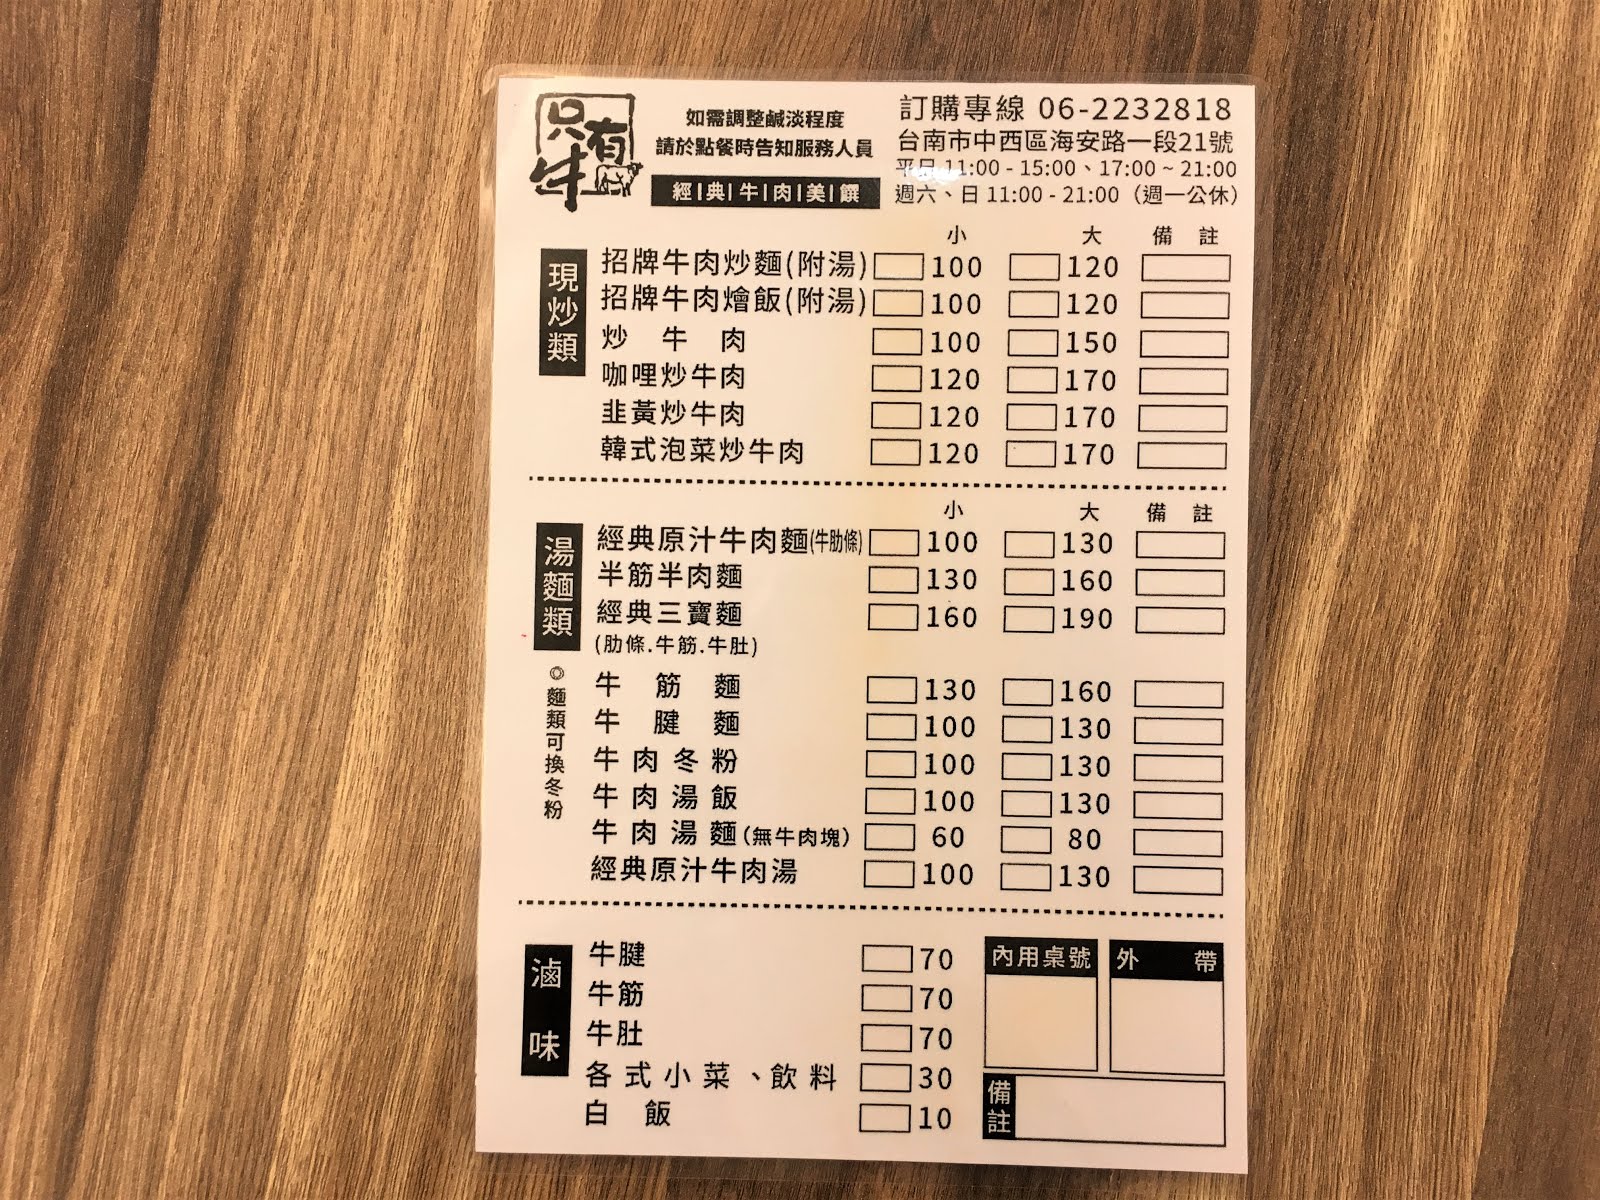 只有牛
如需調整鹹淡程度
請於點餐時告知服務人員
經|典|牛|肉|美|饌
訂購專線 06-2232818
台南市中西區海安路一段21號
平日 11:00 - 15:00、17:00 ~ 21:00
週六、日 11:00 - 21:00（週一公休）
現炒類
小 大 備 註
招牌牛肉炒麵(附湯) 100 120
招牌牛肉燴飯(附湯) 100 120
炒牛肉 100 150
咖哩炒牛肉 120 170
韭黃炒牛肉 120 170
韓式泡菜炒牛肉 120 170
湯麵類
◎麵類可換冬粉
小 大 備 註
經典原汁牛肉麵(牛肋條) 100 130
半筋半肉麵 130 160
經典三寶麵 160 190
(肋條.牛筋.牛肚)
牛筋麵 130 160
牛腱麵 100 130
牛肉冬粉 100 130
牛肉湯飯 100 130
牛肉湯麵(無牛肉塊) 60 80
經典原汁牛肉湯 100 130
滷味
牛腱 70
牛筋 70
牛肚 70
各式小菜、飲料 30
白飯 10
內用桌號
外帶
備註